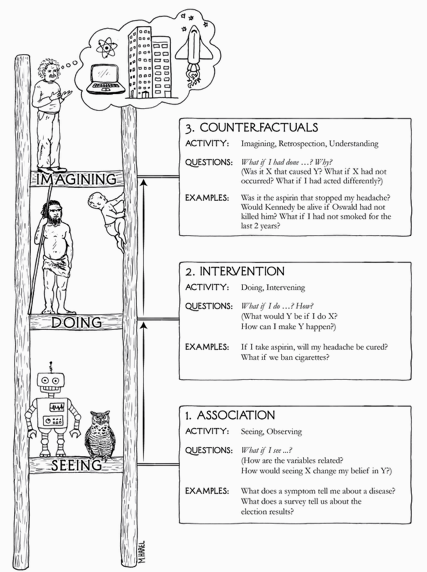 IMAGINING
DOING
SEEING
M.HAREL
3. COUNTERFACTUALS
ACTIVITY: Imagining, Retrospection, Understanding
QUESTIONS: What if I had done …? Why?
(Was it X that caused Y? What if X had not
occurred? What if I had acted differently?)
EXAMPLES: Was it the aspirin that stopped my headache?
Would Kennedy be alive if Oswald had not
killed him? What if I had not smoked for the
last 2 years?
2. INTERVENTION
ACTIVITY: Doing, Intervening
QUESTIONS: What if I do …? How?
(What would Y be if I do X?
How can I make Y happen?)
EXAMPLES: If I take aspirin, will my headache be cured?
What if we ban cigarettes?
1. ASSOCIATION
ACTIVITY: Seeing, Observing
QUESTIONS: What if I see ...?
(How are the variables related?
How would seeing X change my belief in Y?)
EXAMPLES: What does a symptom tell me about a disease?
What does a survey tell us about the
election results?